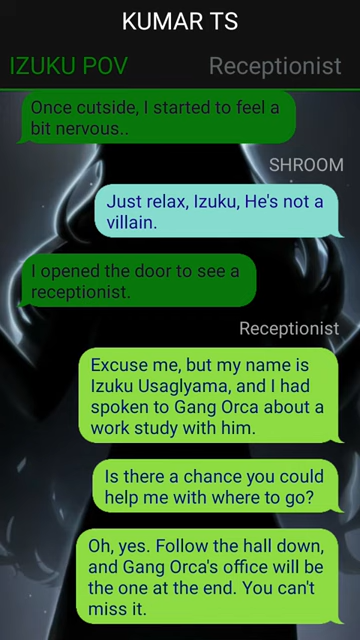 KUMAR TS
IZUKU POV
Receptionist
Once cutside, I started to feel a
bit nervous..
SHROOM
Just relax, Izuku, He's not a
villain.
I opened the door to see a
receptionist.
Receptionist
Excuse me, but my name is
Izuku Usaglyama, and I had
spoken to Gang Orca about a
work study with him.
Is there a chance you could
help me with where to go?
Oh, yes. Follow the hall down,
and Gang Orca's office will be
the one at the end. You can't
miss it.